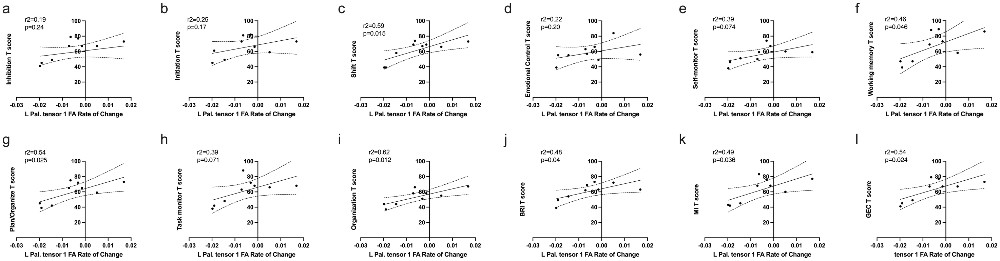 a
r2=0.19
p=0.24
Inhibition T score
100
80
60
40
20
-0.03 -0.02 -0.01 0.00 0.01 0.02
L Pal. tensor 1 FA Rate of Change
b
r2=0.25
p=0.17
Initiation T score
100
80
60
40
20
-0.03 -0.02 -0.01 0.00 0.01 0.02
L Pal. tensor 1 FA Rate of Change
c
r2=0.59
p=0.015
Shift T score
100
80
60
40
20
-0.03 -0.02 -0.01 0.00 0.01 0.02
L Pal. tensor 1 FA Rate of Change
d
r2=0.22
p=0.20
Emotional Control T score
100
80
60
40
20
-0.03 -0.02 -0.01 0.00 0.01 0.02
L Pal. tensor 1 FA Rate of Change
e
r2=0.39
p=0.074
Self-monitor T score
100
80
60
40
20
-0.03 -0.02 -0.01 0.00 0.01 0.02
L Pal. tensor 1 FA Rate of Change
f
r2=0.46
p=0.046
Working memory T score
100
80
60
40
20
-0.03 -0.02 -0.01 0.00 0.01 0.02
L Pal. tensor 1 FA Rate of Change
g
r2=0.54
p=0.025
Plan/Organize T score
100
80
60
40
20
-0.03 -0.02 -0.01 0.00 0.01 0.02
L Pal. tensor 1 FA Rate of Change
h
r2=0.39
p=0.071
Task monitor T score
100
80
60
40
20
-0.03 -0.02 -0.01 0.00 0.01 0.02
L Pal. tensor 1 FA Rate of Change
i
r2=0.62
p=0.012
Organization T score
100
80
60
40
20
-0.03 -0.02 -0.01 0.00 0.01 0.02
L Pal. tensor 1 FA Rate of Change
j
r2=0.48
p=0.04
BRI T score
100
80
60
40
20
-0.03 -0.02 -0.01 0.00 0.01 0.02
L Pal. tensor 1 FA Rate of Change
k
r2=0.49
p=0.036
MI T score
100
80
60
40
20
-0.03 -0.02 -0.01 0.00 0.01 0.02
L Pal. tensor 1 FA Rate of Change
l
r2=0.54
p=0.024
GEC T score
100
80
60
40
20
-0.03 -0.02 -0.01 0.00 0.01 0.02
tensor 1 FA Rate of Change